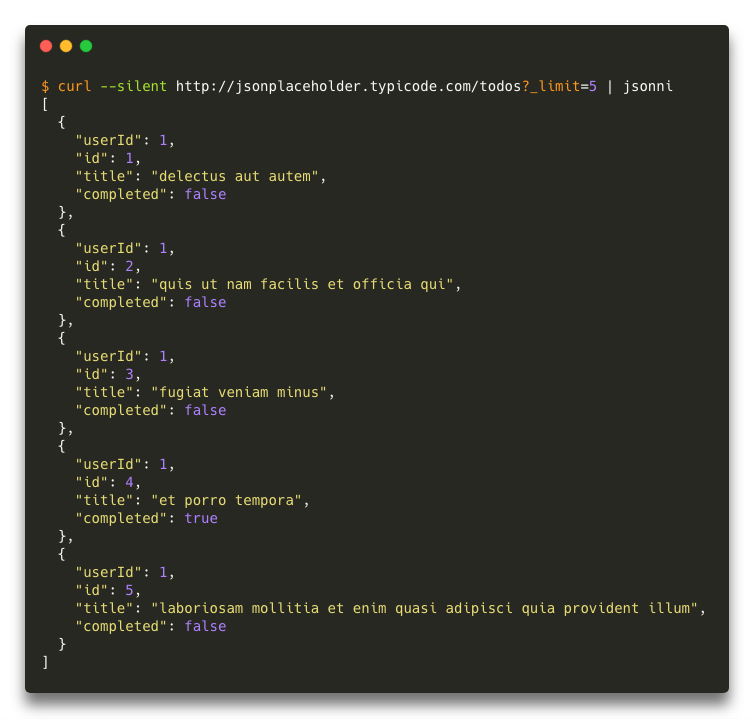 $ curl --silent http://jsonplaceholder.typicode.com/todos?_limit=5 | jsonni
[
  {
    "userId": 1,
    "id": 1,
    "title": "delectus aut autem",
    "completed": false
  },
  {
    "userId": 1,
    "id": 2,
    "title": "quis ut nam facilis et officia qui",
    "completed": false
  },
  {
    "userId": 1,
    "id": 3,
    "title": "fugiat veniam minus",
    "completed": false
  },
  {
    "userId": 1,
    "id": 4,
    "title": "et porro tempora",
    "completed": true
  },
  {
    "userId": 1,
    "id": 5,
    "title": "laboriosam mollitia et enim quasi adipisci quia provident illum",
    "completed": false
  }
]